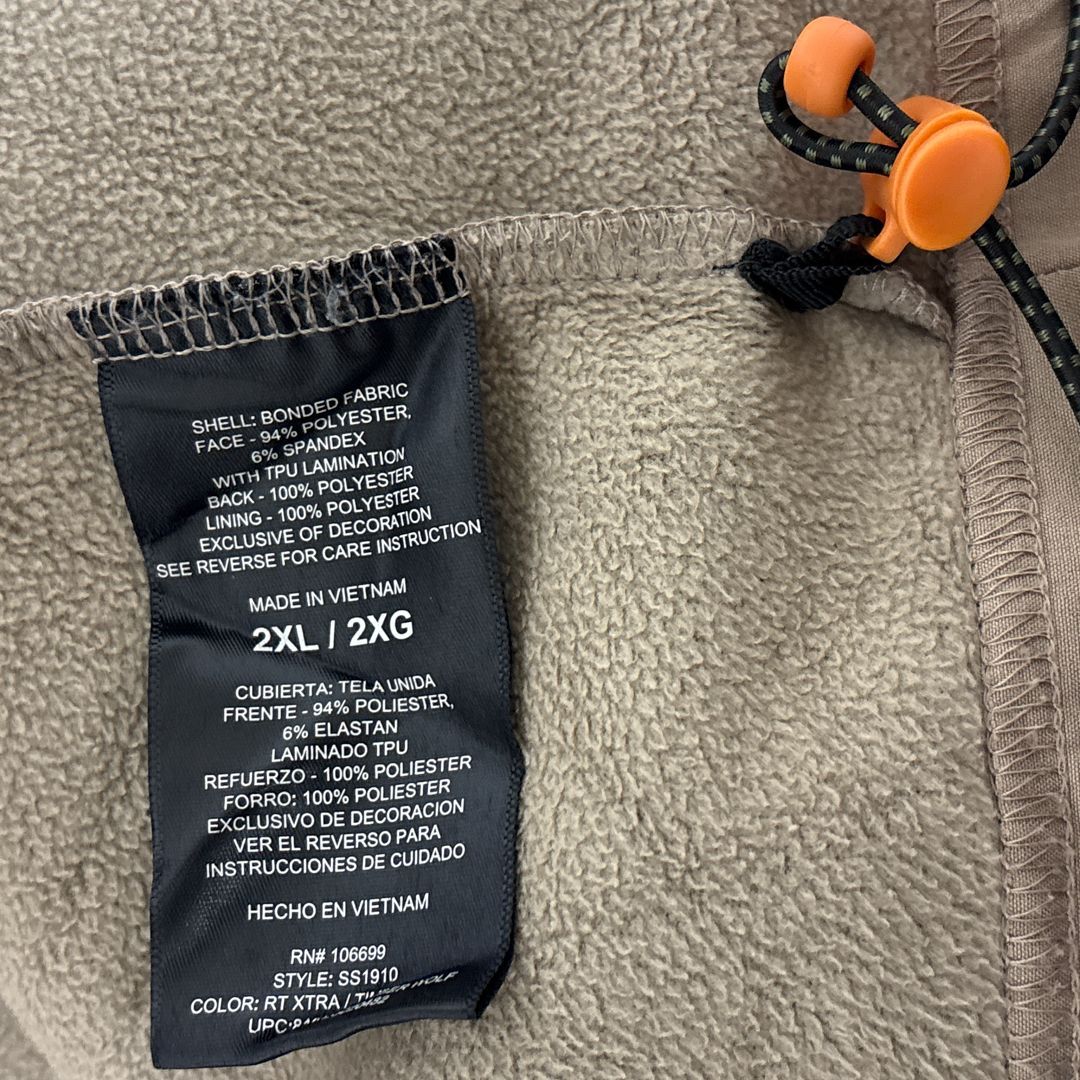 SHELL: BONDED FABRIC
FACE - 94% POLYESTER,
6% SPANDEX
WITH TPU LAMINATION
BACK - 100% POLYESTER
LINING - 100% POLYESTER
EXCLUSIVE OF DECORATION
SEE REVERSE FOR CARE INSTRUCTION
MADE IN VIETNAM
2XL / 2XG
CUBIERTA: TELA UNIDA
FRENTE - 94% POLIESTER,
6% ELASTAN
LAMINADO TPU
REFUERZO - 100% POLIESTER
FORRO: 100% POLIESTER
EXCLUSIVO DE DECORACION
VER EL REVERSO PARA
INSTRUCCIONES DE CUIDADO
HECHO EN VIETNAM
RN# 106699
STYLE: SS1910
COLOR: RT XTRA / TIMBER WOLF
UPC: